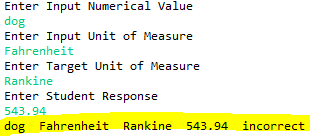 Enter Input Numerical Value
dog
Enter Input Unit of Measure
Fahrenheit
Enter Target Unit of Measure
Rankine
Enter Student Response
543.94
dog Fahrenheit Rankine 543.94 incorrect